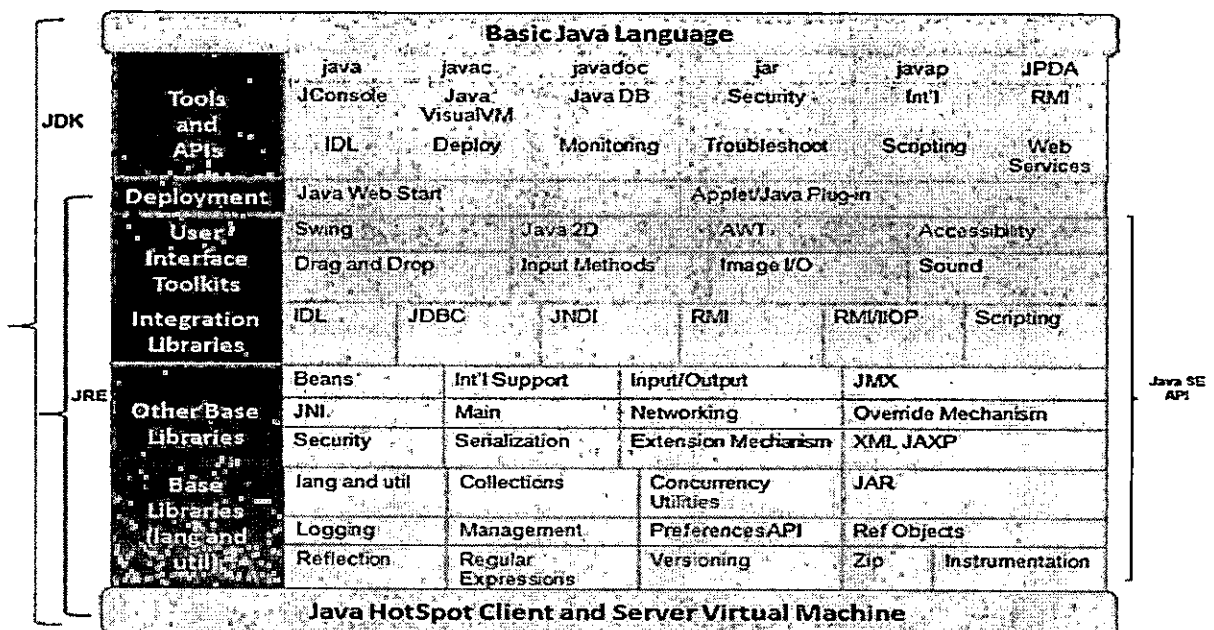 Basic Java Language
JDK
Tools and APIs
java javac javadoc jar javap JPDA
JConsole Java VisualVM Java DB Security Int'l RMI
IDL Deploy Monitoring Troubleshoot Scripting Web Services
JRE
Deployment
Java Web Start Applet/Java Plug-in
User Interface Toolkits
Swing Java 2D AWT Accessibility
Drag and Drop Input Methods Image I/O Sound
Integration Libraries
IDL JDBC JNDI RMI RMI/IIOP Scripting
Other Base Libraries
Beans Int'l Support Input/Output JMX
JNI Main Networking Override Mechanism
Security Serialization Extension Mechanism XML JAXP
Base Libraries (lang and util)
lang and util Collections Concurrency Utilities JAR
Logging Management Preferences API Ref Objects
Reflection Regular Expressions Versioning Zip Instrumentation
Java SE API
Java HotSpot Client and Server Virtual Machine